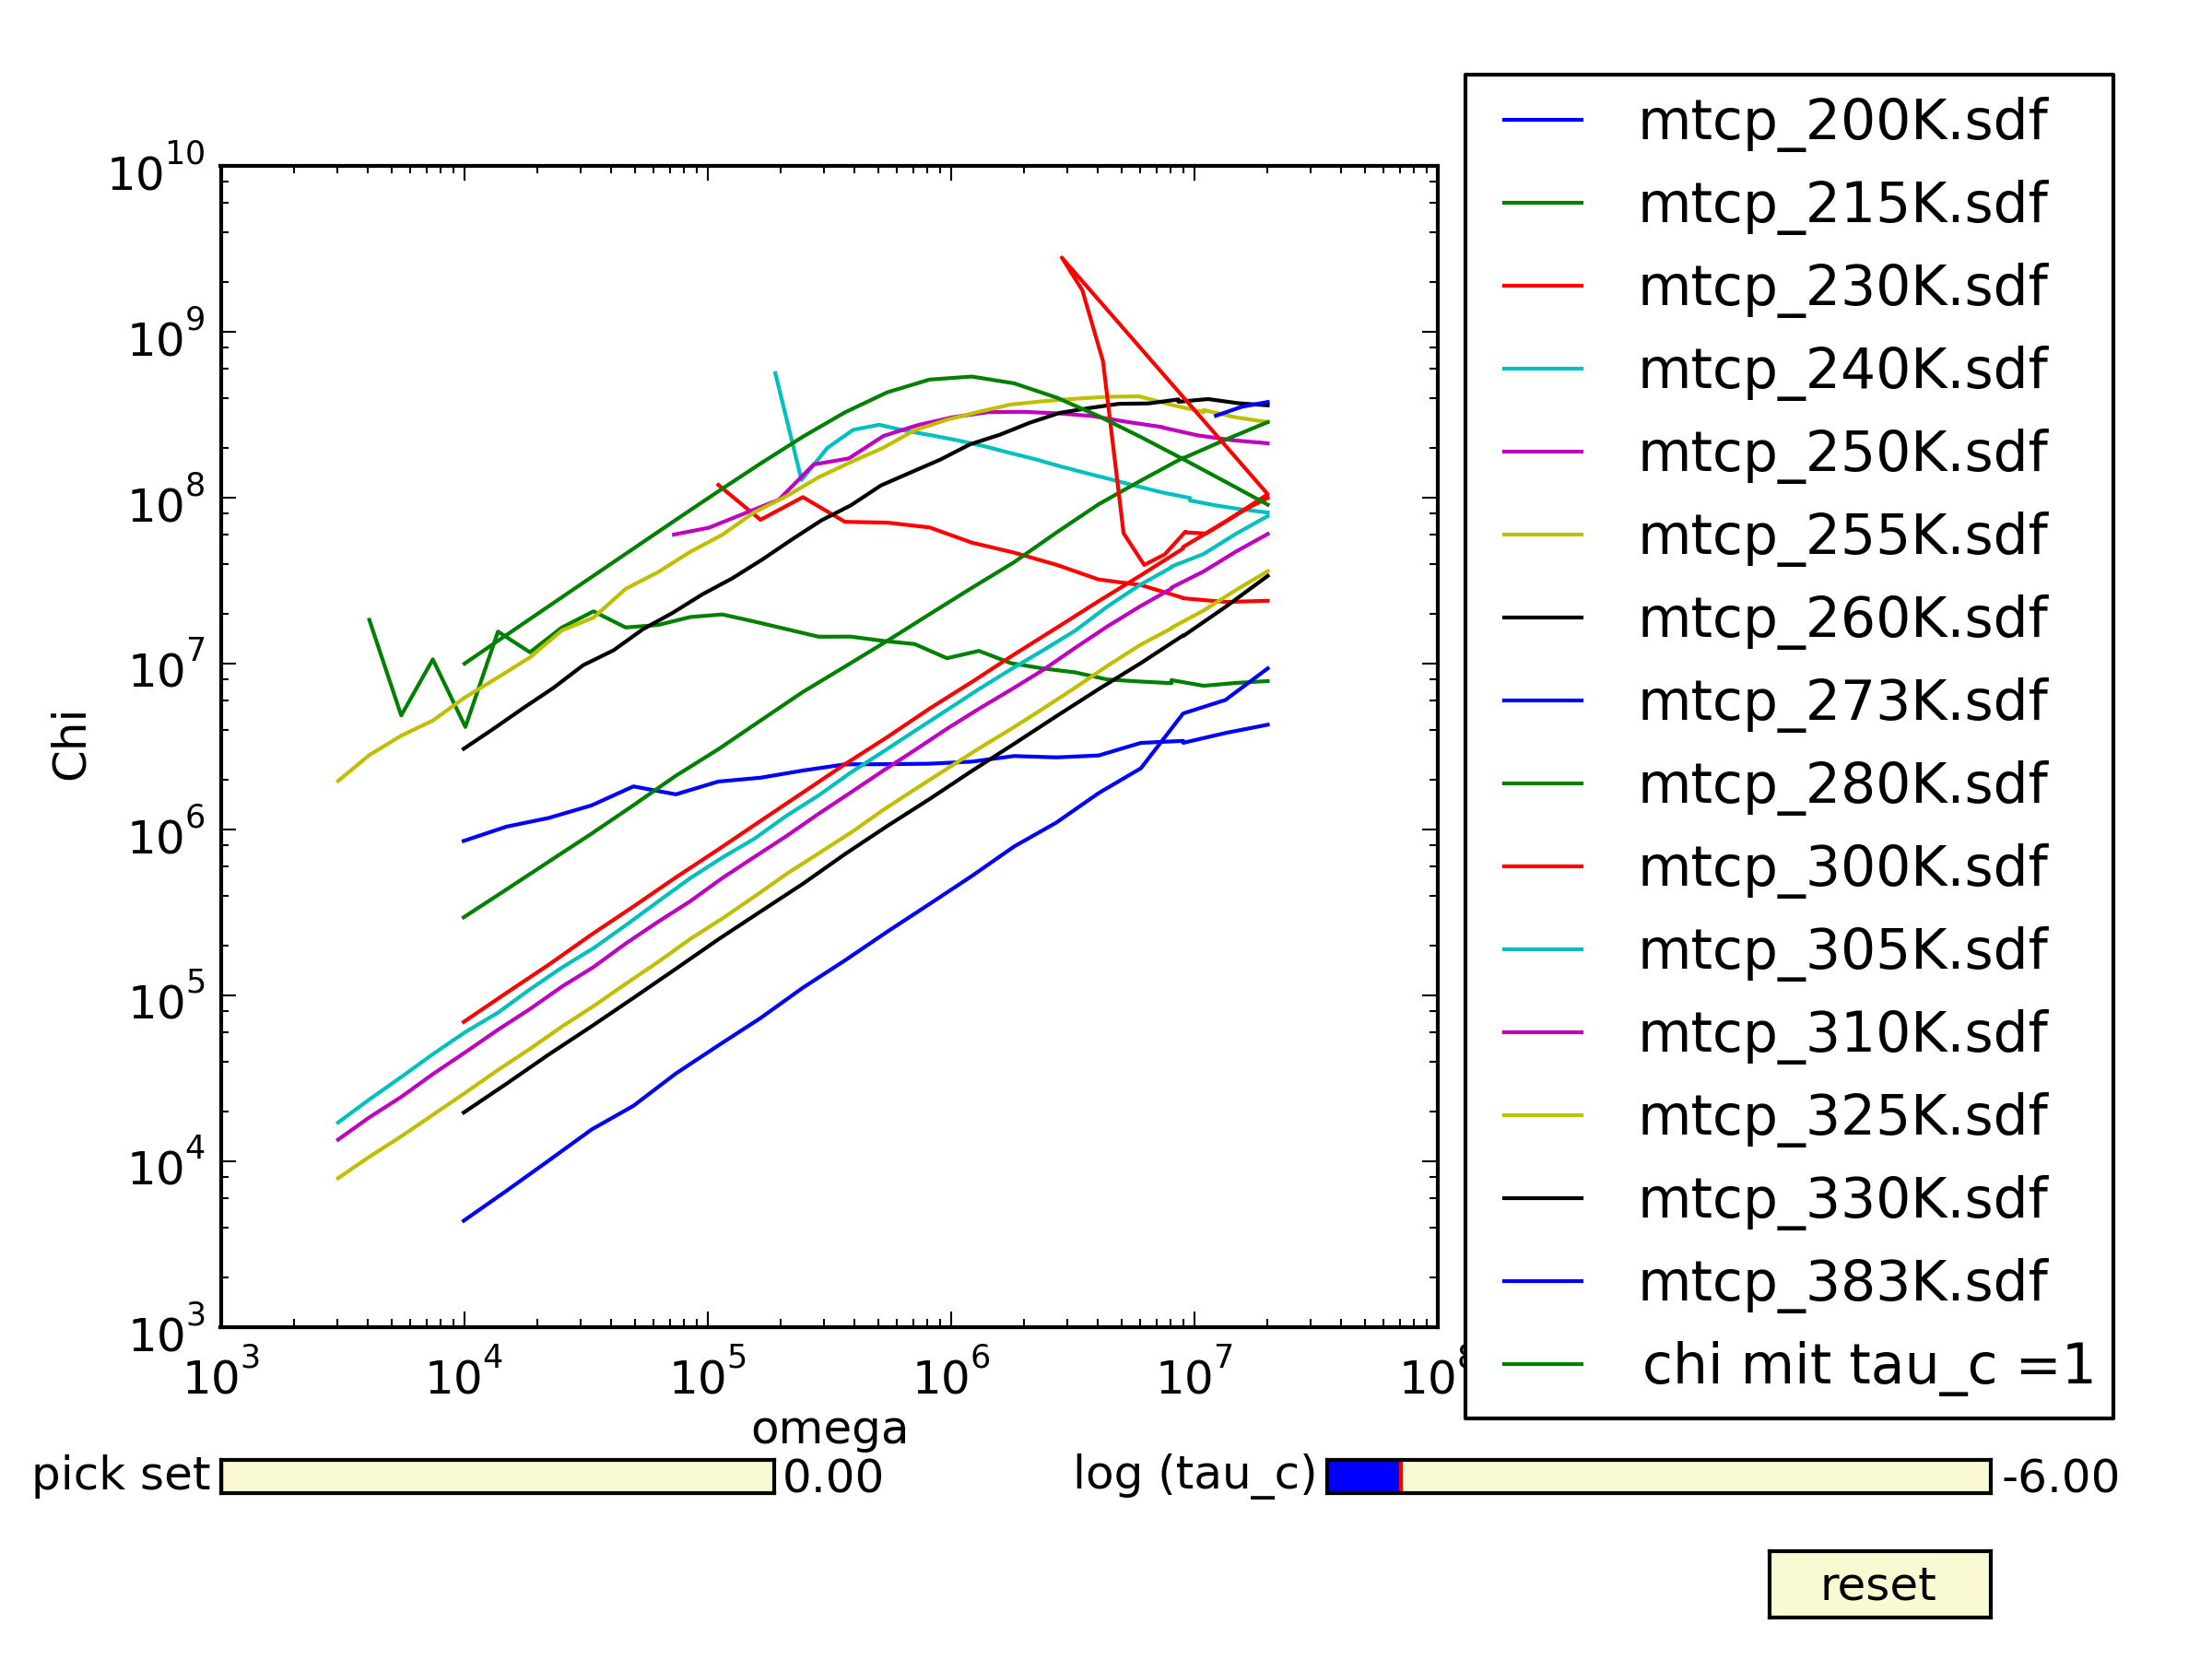 10^10
10^9
10^8
10^7
10^6
10^5
10^4
10^3
Chi
10^3 10^4 10^5 10^6 10^7 10
omega
mtcp_200K.sdf
mtcp_215K.sdf
mtcp_230K.sdf
mtcp_240K.sdf
mtcp_250K.sdf
mtcp_255K.sdf
mtcp_260K.sdf
mtcp_273K.sdf
mtcp_280K.sdf
mtcp_300K.sdf
mtcp_305K.sdf
mtcp_310K.sdf
mtcp_325K.sdf
mtcp_330K.sdf
mtcp_383K.sdf
chi mit tau_c =1
pick set 0.00 log (tau_c) -6.00
reset